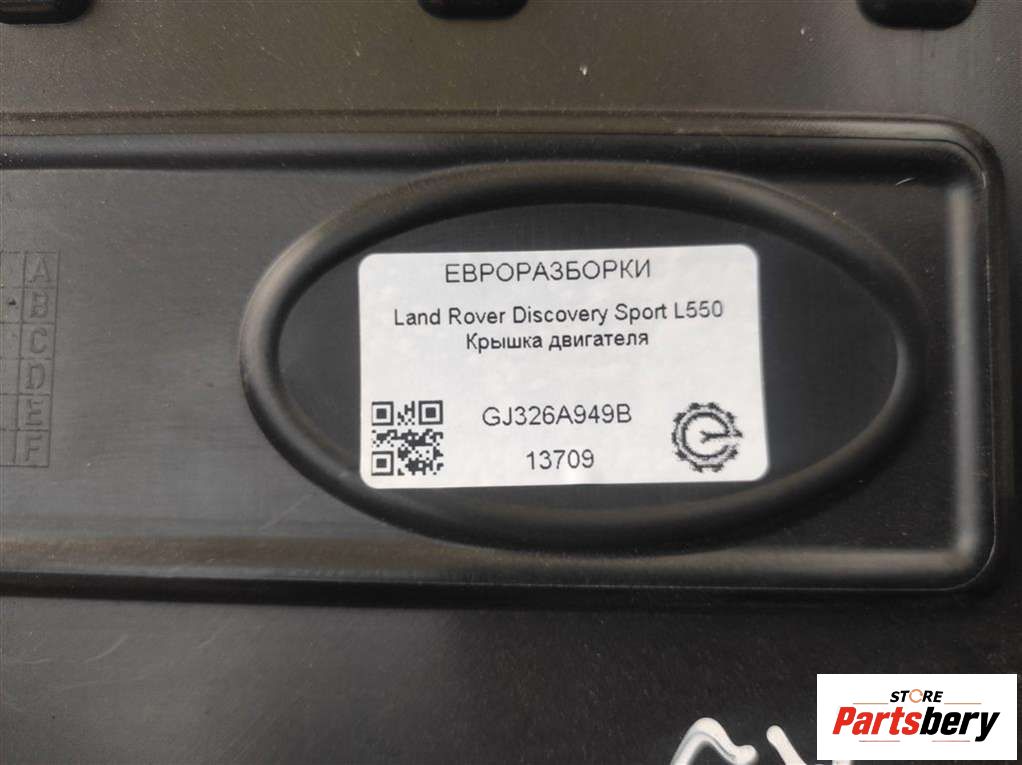 ЕВРОРАЗБОРКИ
Land Rover Discovery Sport L550
Крышка двигателя
GJ326A949B
13709
A
B
C
D
E
F
STORE
Partsbery